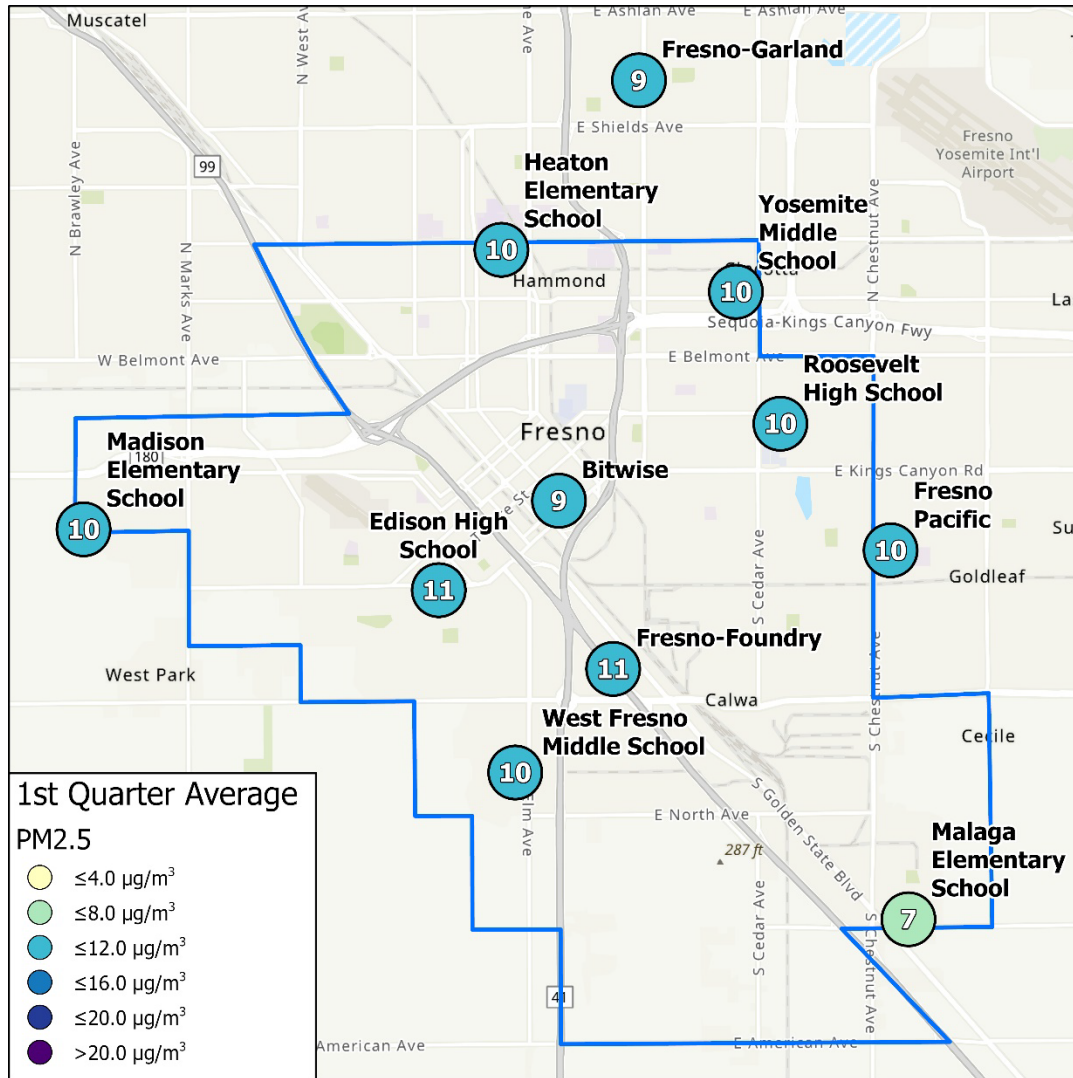 Muscatel
E Ashlan Ave
E Ashlan Ave
N West Ave
ne Ave
Fresno-Garland
9
E Shields Ave
Fresno
Yosemite Int'l
Airport
99
N Brawley Ave
Heaton
Elementary
School
10
Hammond
Yosemite
Middle
School
10
N Chestnut Ave
La
N Marks Ave
Sequoia-Kings Canyon Fwy
W Belmont Ave
E Belmont Ave
Roosevelt
High School
10
Fresno
Madison
Elementary
School
10
180
E Kings Canyon Rd
Bitwise
9
Fresno
Pacific
10
Su
Edison High
School
11
S Cedar Ave
Goldleaf
Fresno-Foundry
11
West Park
Calwa
S Chestnut Ave
West Fresno
Middle School
10
Cecile
Elm Ave
S Golden State Blvd
E North Ave
287 ft
Malaga
Elementary
School
7
S Cedar Ave
S Chestnut Ave
41
American Ave
E American Ave
1st Quarter Average
PM2.5
≤4.0 µg/m³
≤8.0 µg/m³
≤12.0 µg/m³
≤16.0 µg/m³
≤20.0 µg/m³
>20.0 µg/m³